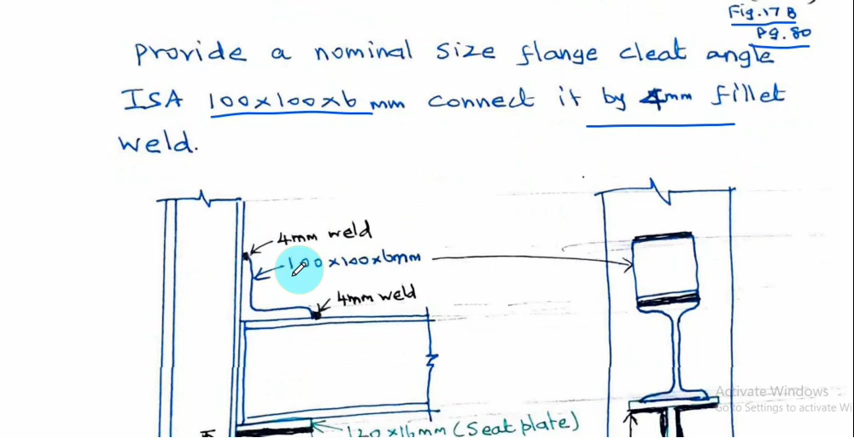 Fig.17B
Pg.80
Provide a nominal size flange cleat angle
ISA 100x100x6 mm connect it by 4mm fillet
weld.
4mm weld
100x100x6mm
4mm weld
120x16mm (Seat plate)
Activate Windows
Go to Settings to activate Wi